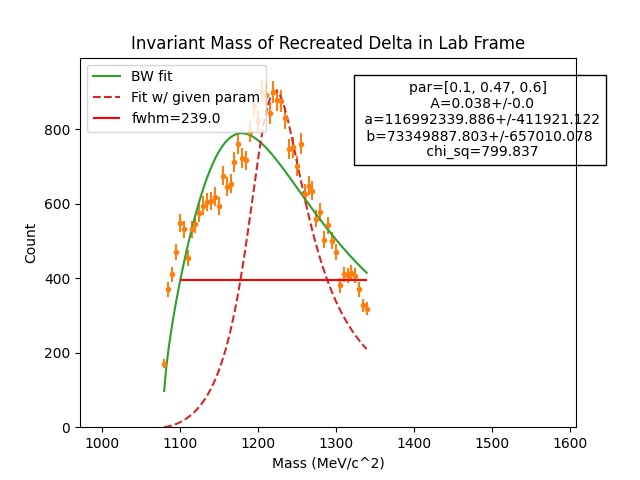 Invariant Mass of Recreated Delta in Lab Frame
BW fit
Fit w/ given param
fwhm=239.0
par=[0.1, 0.47, 0.6]
A=0.038+/-0.0
a=116992339.886+/-411921.122
b=73349887.803+/-657010.078
chi_sq=799.837
Count
800
600
400
200
0
1000 1100 1200 1300 1400 1500 1600
Mass (MeV/c^2)